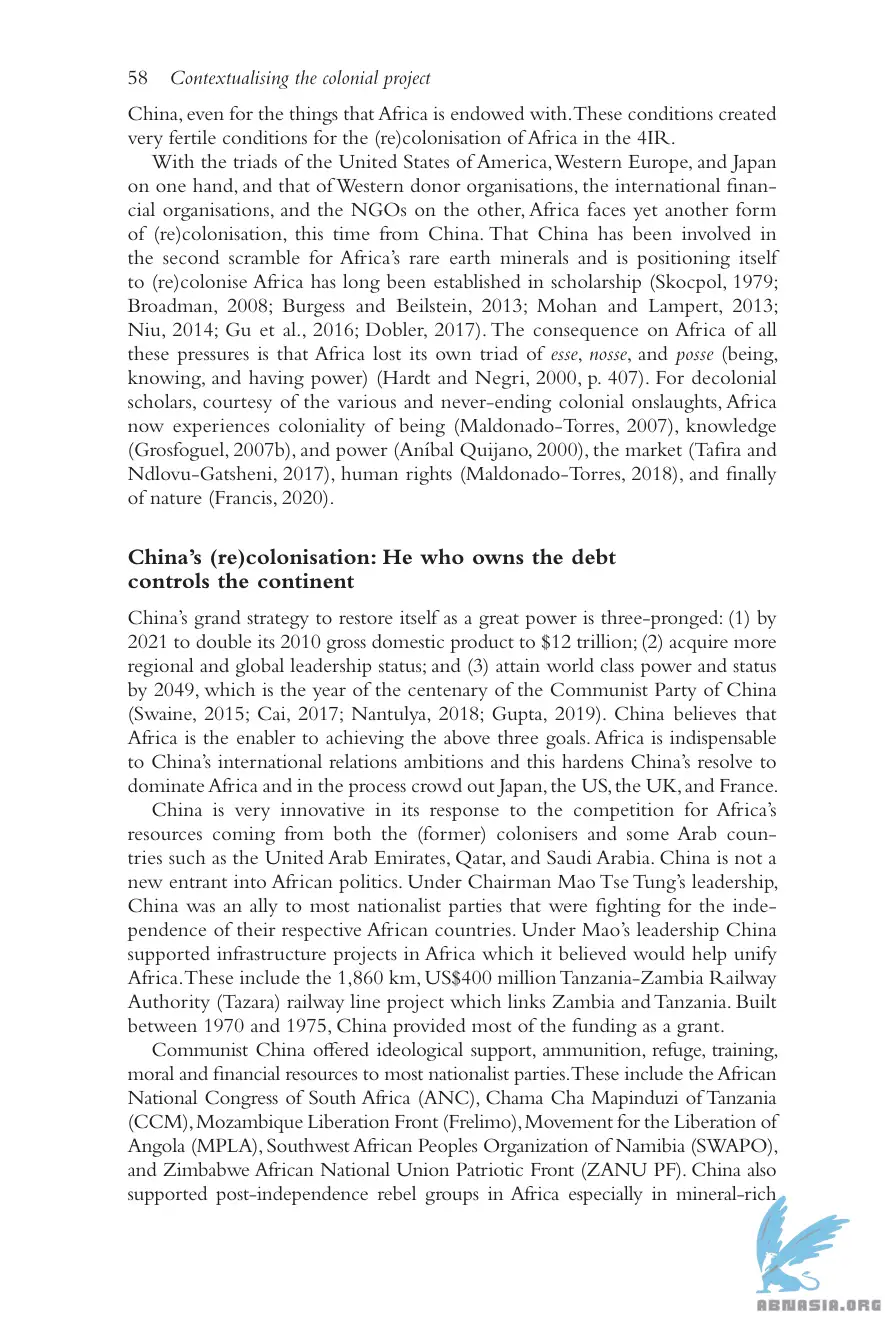 58 Contextualising the colonial project
China, even for the things that Africa is endowed with. These conditions created
very fertile conditions for the (re)colonisation of Africa in the 4IR.
With the triads of the United States of America, Western Europe, and Japan
on one hand, and that of Western donor organisations, the international finan-
cial organisations, and the NGOs on the other, Africa faces yet another form
of (re)colonisation, this time from China. That China has been involved in
the second scramble for Africa's rare earth minerals and is positioning itself
to (re)colonise Africa has long been established in scholarship (Skocpol, 1979;
Broadman, 2008; Burgess and Beilstein, 2013; Mohan and Lampert, 2013;
Niu, 2014; Gu et al., 2016; Dobler, 2017). The consequence on Africa of all
these pressures is that Africa lost its own triad of esse, nosse, and posse (being,
knowing, and having power) (Hardt and Negri, 2000, p. 407). For decolonial
scholars, courtesy of the various and never-ending colonial onslaughts, Africa
now experiences coloniality of being (Maldonado-Torres, 2007), knowledge
(Grosfoguel, 2007b), and power (Aníbal Quijano, 2000), the market (Tafira and
Ndlovu-Gatsheni, 2017), human rights (Maldonado-Torres, 2018), and finally
of nature (Francis, 2020).
China's (re)colonisation: He who owns the debt
controls the continent
China's grand strategy to restore itself as a great power is three-pronged: (1) by
2021 to double its 2010 gross domestic product to $12 trillion; (2) acquire more
regional and global leadership status; and (3) attain world class power and status
by 2049, which is the year of the centenary of the Communist Party of China
(Swaine, 2015; Cai, 2017; Nantulya, 2018; Gupta, 2019). China believes that
Africa is the enabler to achieving the above three goals. Africa is indispensable
to China's international relations ambitions and this hardens China's resolve to
dominate Africa and in the process crowd out Japan, the US, the UK, and France.
China is very innovative in its response to the competition for Africa's
resources coming from both the (former) colonisers and some Arab coun-
tries such as the United Arab Emirates, Qatar, and Saudi Arabia. China is not a
new entrant into African politics. Under Chairman Mao Tse Tung's leadership,
China was an ally to most nationalist parties that were fighting for the inde-
pendence of their respective African countries. Under Mao's leadership China
supported infrastructure projects in Africa which it believed would help unify
Africa. These include the 1,860 km, US$400 million Tanzania-Zambia Railway
Authority (Tazara) railway line project which links Zambia and Tanzania. Built
between 1970 and 1975, China provided most of the funding as a grant.
Communist China offered ideological support, ammunition, refuge, training,
moral and financial resources to most nationalist parties. These include the African
National Congress of South Africa (ANC), Chama Cha Mapinduzi of Tanzania
(CCM), Mozambique Liberation Front (Frelimo), Movement for the Liberation of
Angola (MPLA), Southwest African Peoples Organization of Namibia (SWAPO),
and Zimbabwe African National Union Patriotic Front (ZANU PF). China also
supported post-independence rebel groups in Africa especially in mineral-rich
ABNASIA.ORG